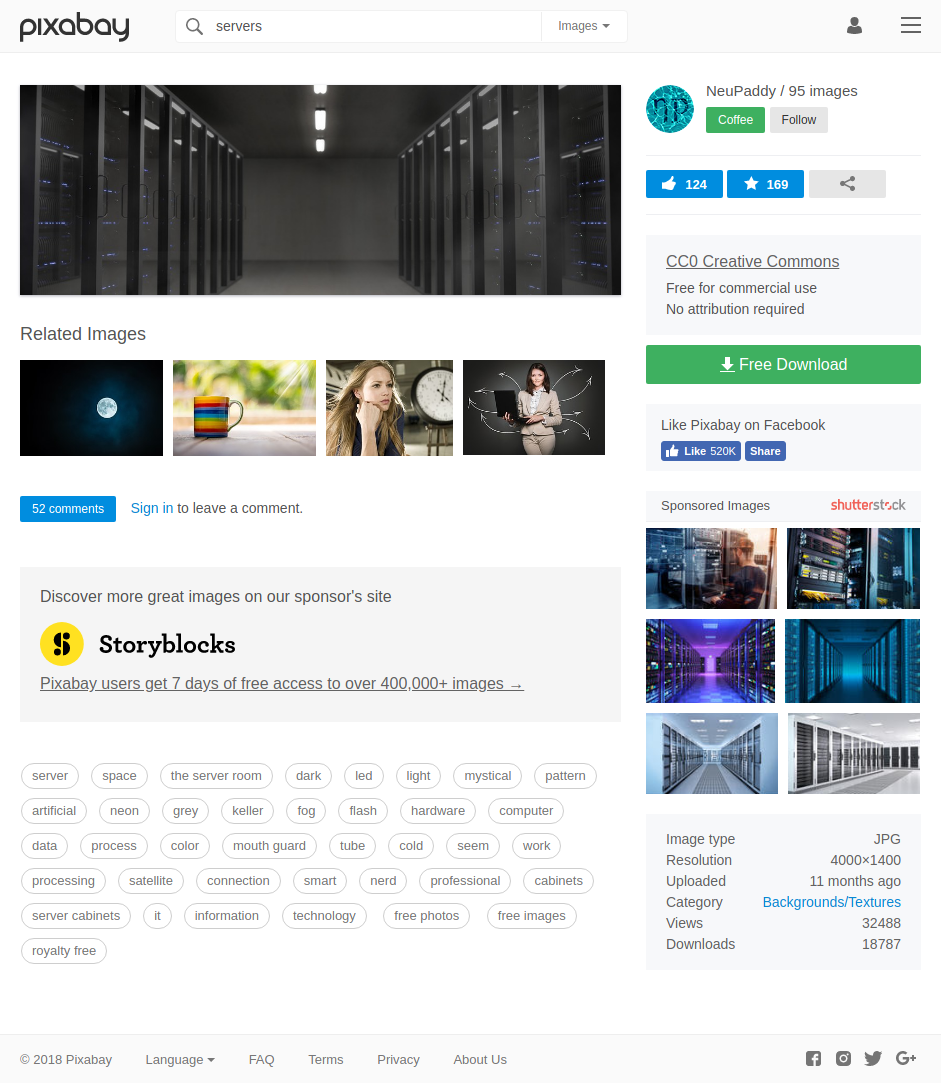 pixabay
servers
Images
NeuPaddy / 95 images
Coffee
Follow
124
169
CC0 Creative Commons
Free for commercial use
No attribution required
Free Download
Like Pixabay on Facebook
Like 520K
Share
Sponsored Images
shutterstock
Related Images
52 comments
Sign in to leave a comment.
Discover more great images on our sponsor's site
Storyblocks
Pixabay users get 7 days of free access to over 400,000+ images →
server space the server room dark led light mystical pattern
artificial neon grey keller fog flash hardware computer
data process color mouth guard tube cold seem work
processing satellite connection smart nerd professional cabinets
server cabinets it information technology free photos free images
royalty free
Image type JPG
Resolution 4000×1400
Uploaded 11 months ago
Category Backgrounds/Textures
Views 32488
Downloads 18787
© 2018 Pixabay Language FAQ Terms Privacy About Us